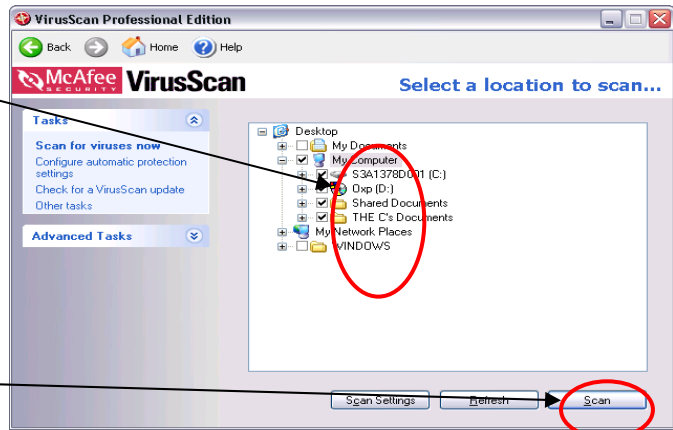 VirusScan Professional Edition
Back Home Help
McAfee SECURITY VirusScan
Select a location to scan...
Tasks
Scan for viruses now
Configure automatic protection
settings
Check for a VirusScan update
Other tasks
Advanced Tasks
Desktop
My Documents
My Computer
S3A1378D001 (C:)
0xp (D:)
Shared Documents
THE C's Documents
My Network Places
WINDOWS
Scan Settings Refresh Scan